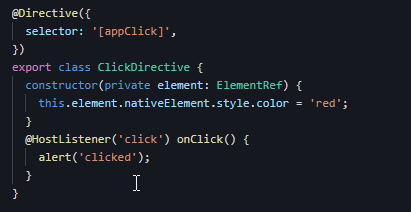 @Directive({
  selector: '[appClick]',
})
export class ClickDirective {
  constructor(private element: ElementRef) {
    this.element.nativeElement.style.color = 'red';
  }
  @HostListener('click') onClick() {
    alert('clicked');
  }
}